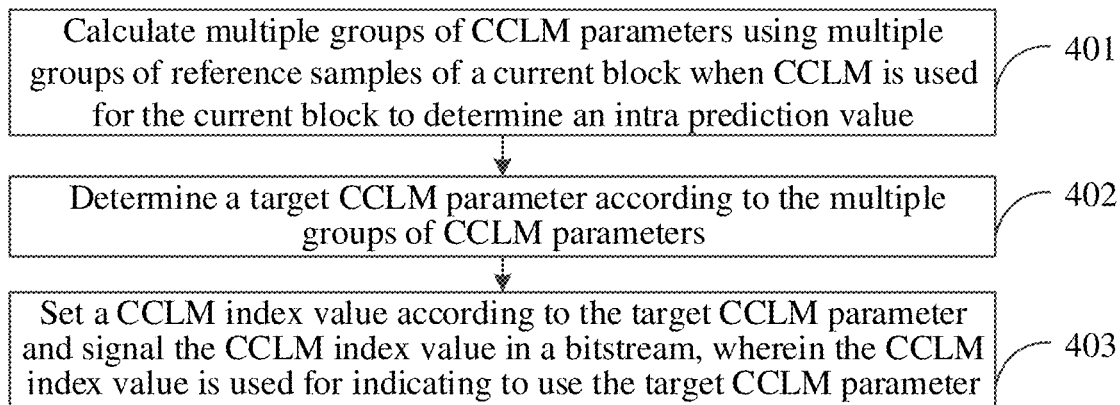 Calculate multiple groups of CCLM parameters using multiple
groups of reference samples of a current block when CCLM is used
for the current block to determine an intra prediction value
401
Determine a target CCLM parameter according to the multiple
groups of CCLM parameters
402
Set a CCLM index value according to the target CCLM parameter
and signal the CCLM index value in a bitstream, wherein the CCLM
index value is used for indicating to use the target CCLM parameter
403